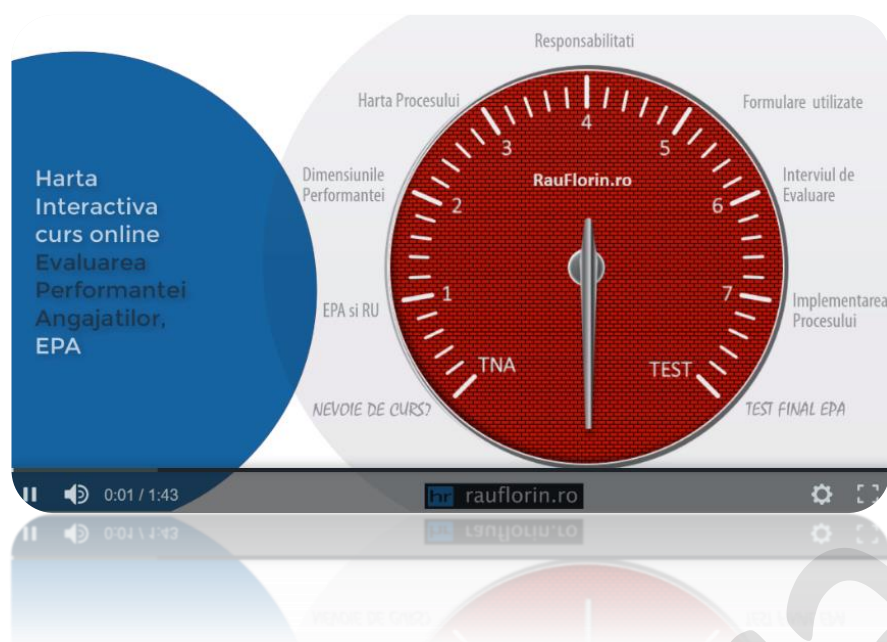 Harta
Interactiva
curs online
Evaluarea
Performantei
Angajatilor,
EPA
Responsabilitati
Harta Procesului
Formulare utilizate
Dimensiunile
Performantei
Interviul de
Evaluare
EPA si RU
Implementarea
Procesului
NEVOIE DE CURS?
TEST FINAL EPA
RauFlorin.ro
TNA
1
2
3
4
5
6
7
TEST
0:01 / 1:43
hr rauflorin.ro